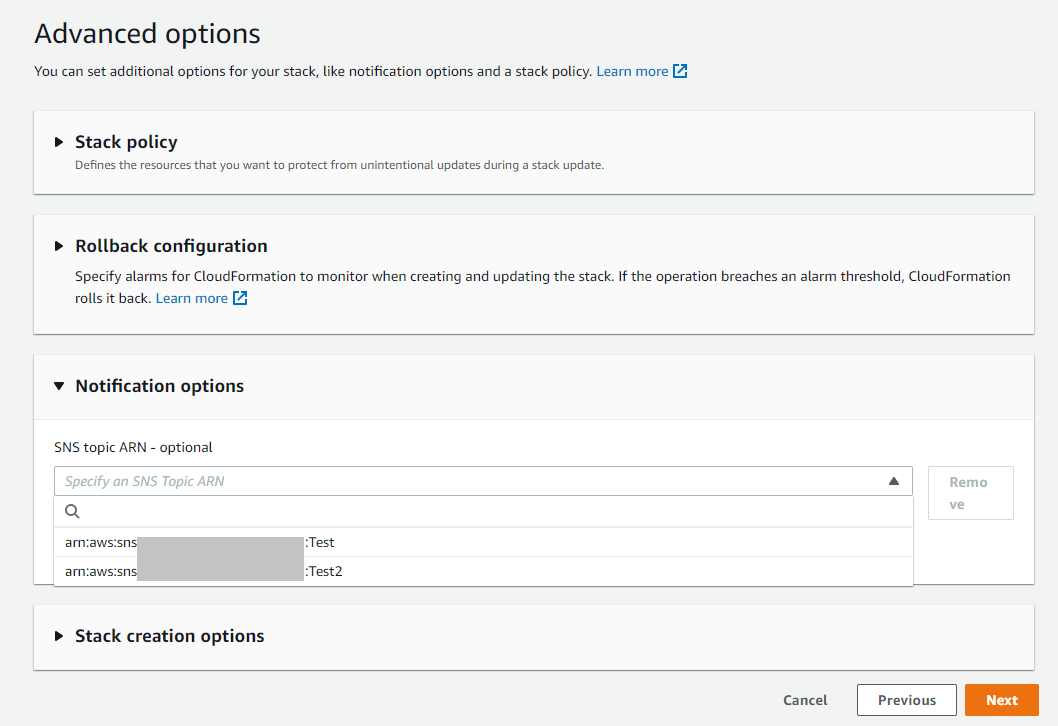 Advanced options
You can set additional options for your stack, like notification options and a stack policy. Learn more
Stack policy
Defines the resources that you want to protect from unintentional updates during a stack update.
Rollback configuration
Specify alarms for CloudFormation to monitor when creating and updating the stack. If the operation breaches an alarm threshold, CloudFormation
rolls it back. Learn more
Notification options
SNS topic ARN - optional
Specify an SNS Topic ARN
Remo
ve
arn:aws:sns :Test
arn:aws:sns :Test2
Stack creation options
Cancel
Previous
Next